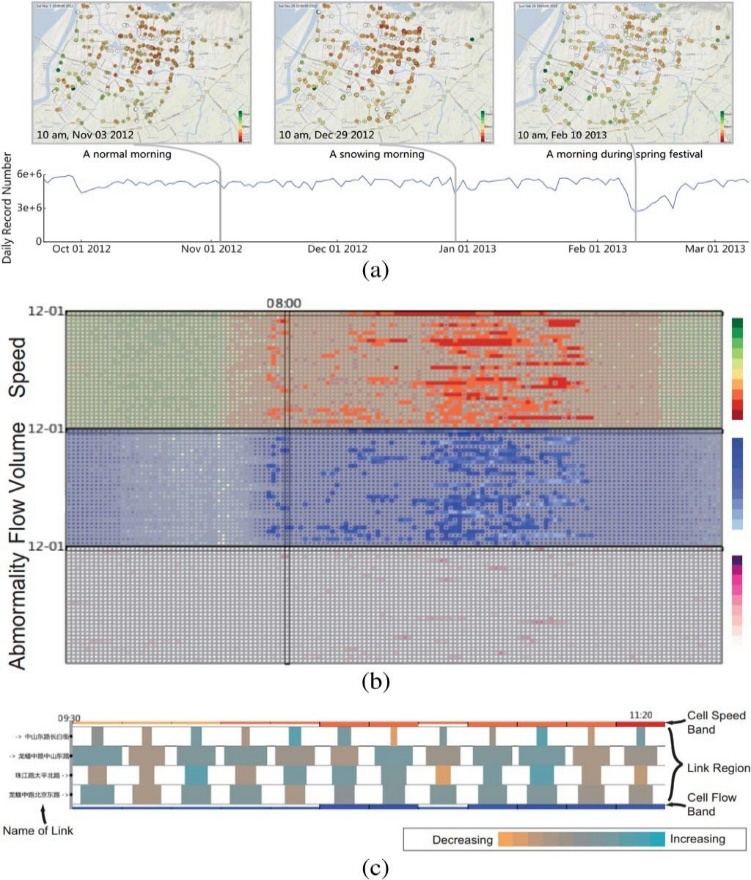 10 am, Nov 03 2012
10 am, Dec 29 2012
10 am, Feb 10 2013
A normal morning
A snowing morning
A morning during spring festival
Daily Record Number
6e+6
3e+6
0
Oct 01 2012
Nov 01 2012
Dec 01 2012
Jan 01 2013
Feb 01 2013
Mar 01 2013
(a)
08:00
12-01
Speed
12-01
Flow Volume
12-01
Abmormality
(b)
09:30
11:20
Cell Speed
Band
-> 中山东路长白街
-> 龙蟠中路中山东路
珠江路太平北路 ->
龙蟠中路北京东路 ->
Link Region
Cell Flow
Band
Name of Link
Decreasing
Increasing
(c)